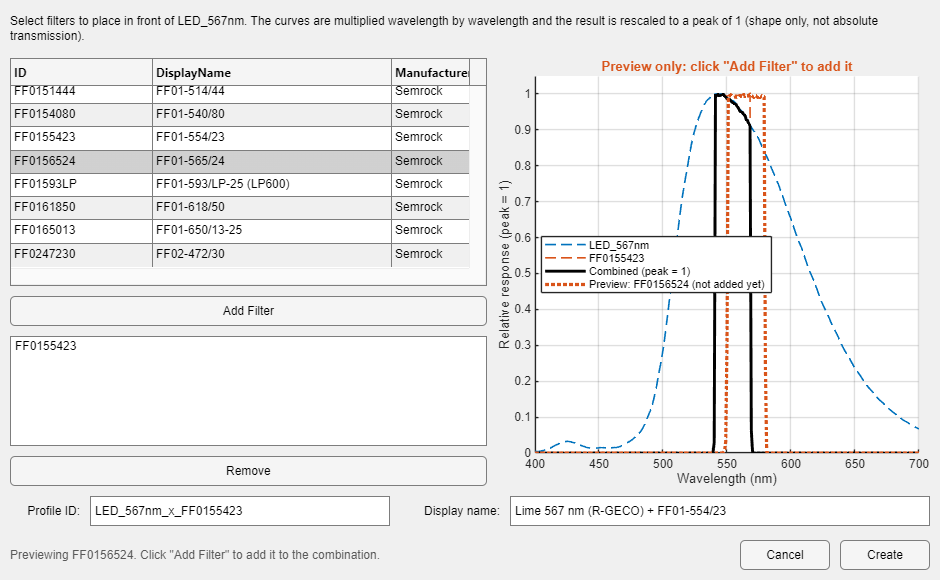 Select filters to place in front of LED_567nm. The curves are multiplied wavelength by wavelength and the result is rescaled to a peak of 1 (shape only, not absolute
transmission).
ID DisplayName Manufacturer
FF0151444 FF01-514/44 Semrock
FF0154080 FF01-540/80 Semrock
FF0155423 FF01-554/23 Semrock
FF0156524 FF01-565/24 Semrock
FF01593LP FF01-593/LP-25 (LP600) Semrock
FF0161850 FF01-618/50 Semrock
FF0165013 FF01-650/13-25 Semrock
FF0247230 FF02-472/30 Semrock
Add Filter
FF0155423
Remove
Preview only: click "Add Filter" to add it
Relative response (peak = 1)
1
0.9
0.8
0.7
0.6
0.5
0.4
0.3
0.2
0.1
0
LED_567nm
FF0155423
Combined (peak = 1)
Preview: FF0156524 (not added yet)
400 450 500 550 600 650 700
Wavelength (nm)
Profile ID: LED_567nm_x_FF0155423
Display name: Lime 567 nm (R-GECO) + FF01-554/23
Previewing FF0156524. Click "Add Filter" to add it to the combination.
Cancel
Create